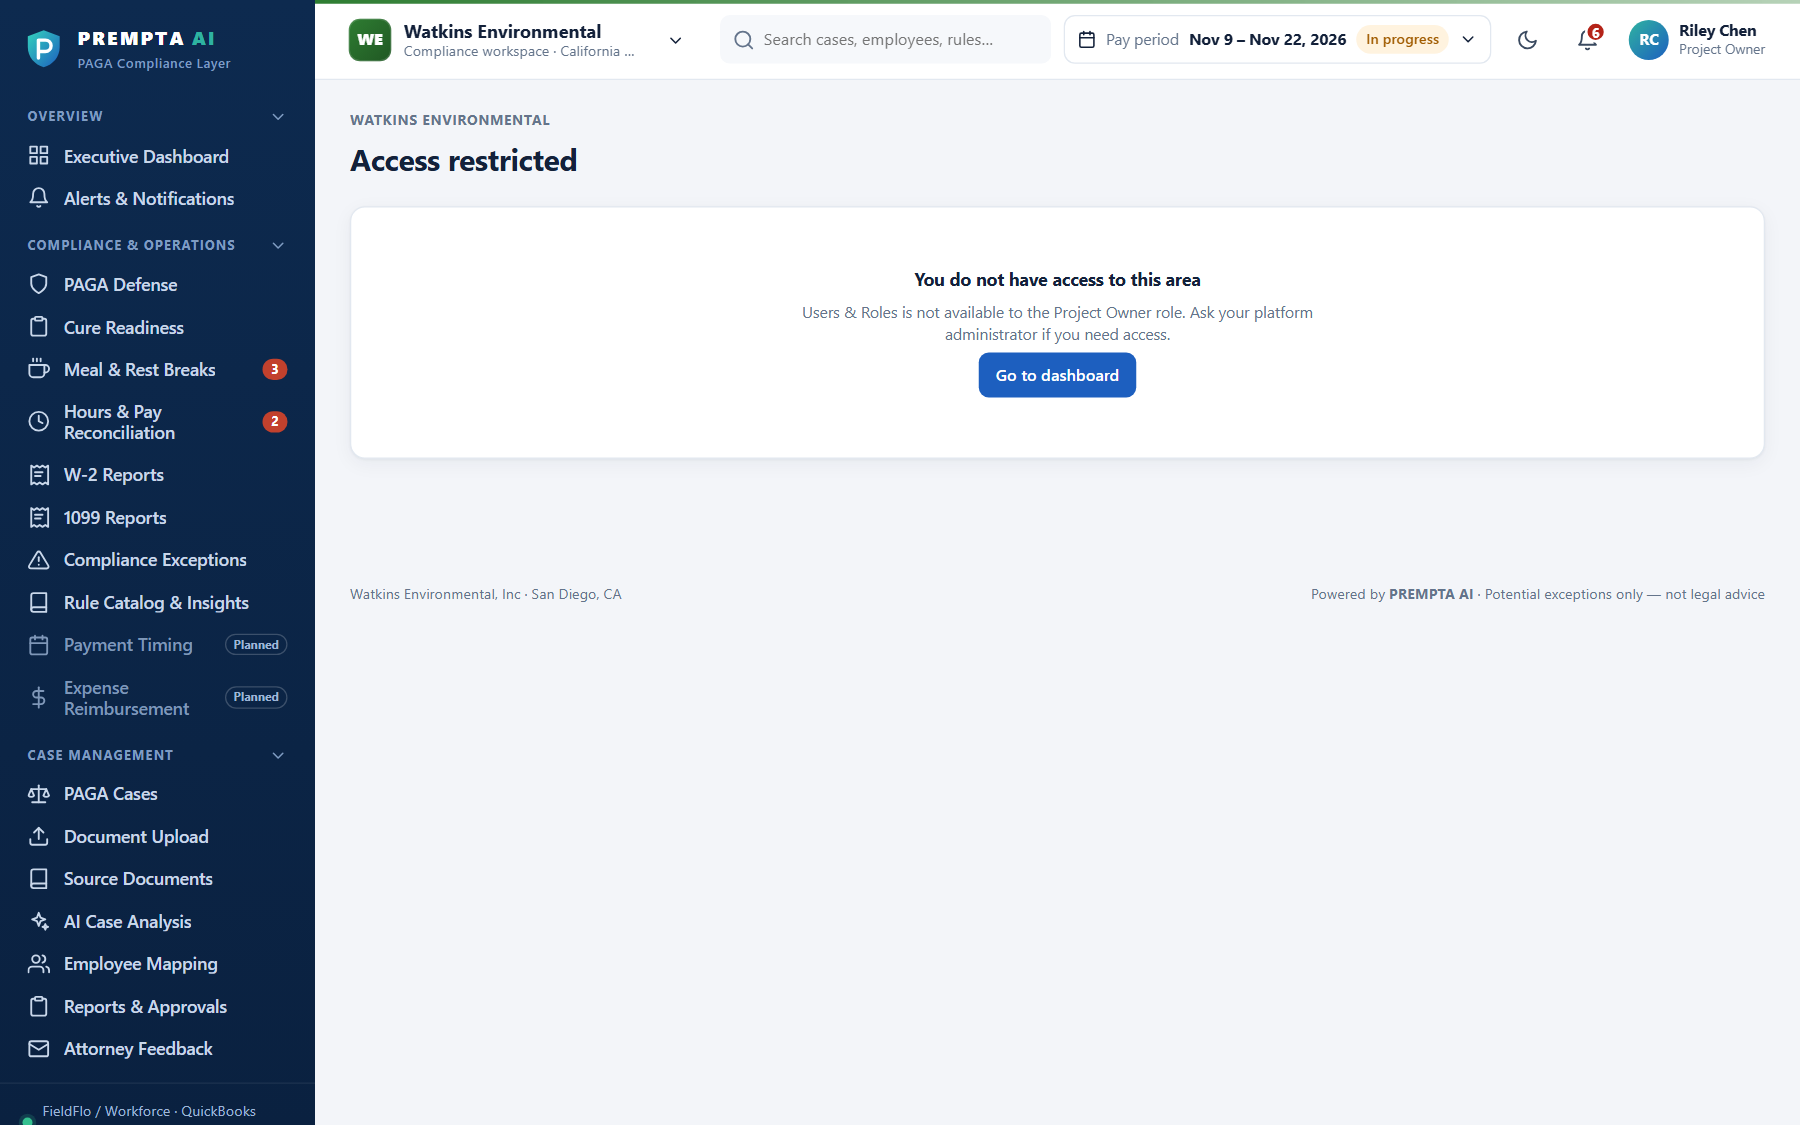 PREMPTA AI
PAGA Compliance Layer
OVERVIEW
Executive Dashboard
Alerts & Notifications
COMPLIANCE & OPERATIONS
PAGA Defense
Cure Readiness
Meal & Rest Breaks 3
Hours & Pay
Reconciliation 2
W-2 Reports
1099 Reports
Compliance Exceptions
Rule Catalog & Insights
Payment Timing Planned
Expense
Reimbursement Planned
CASE MANAGEMENT
PAGA Cases
Document Upload
Source Documents
AI Case Analysis
Employee Mapping
Reports & Approvals
Attorney Feedback
FieldFlo / Workforce · QuickBooks
WE
Watkins Environmental
Compliance workspace · California ...
Search cases, employees, rules...
Pay period Nov 9 – Nov 22, 2026 In progress
6
RC
Riley Chen
Project Owner
WATKINS ENVIRONMENTAL
Access restricted
You do not have access to this area
Users & Roles is not available to the Project Owner role. Ask your platform
administrator if you need access.
Go to dashboard
Watkins Environmental, Inc · San Diego, CA
Powered by PREMPTA AI · Potential exceptions only — not legal advice